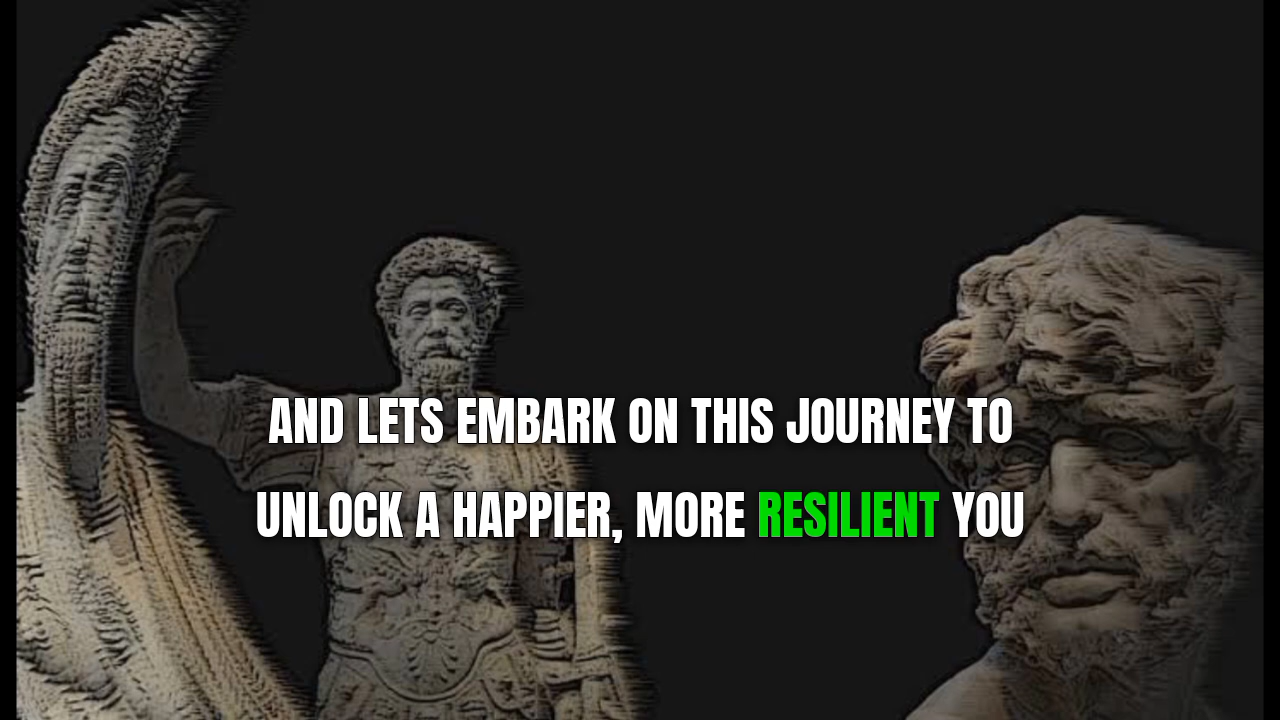 AND LETS EMBARK ON THIS JOURNEY TO
UNLOCK A HAPPIER, MORE RESILIENT YOU